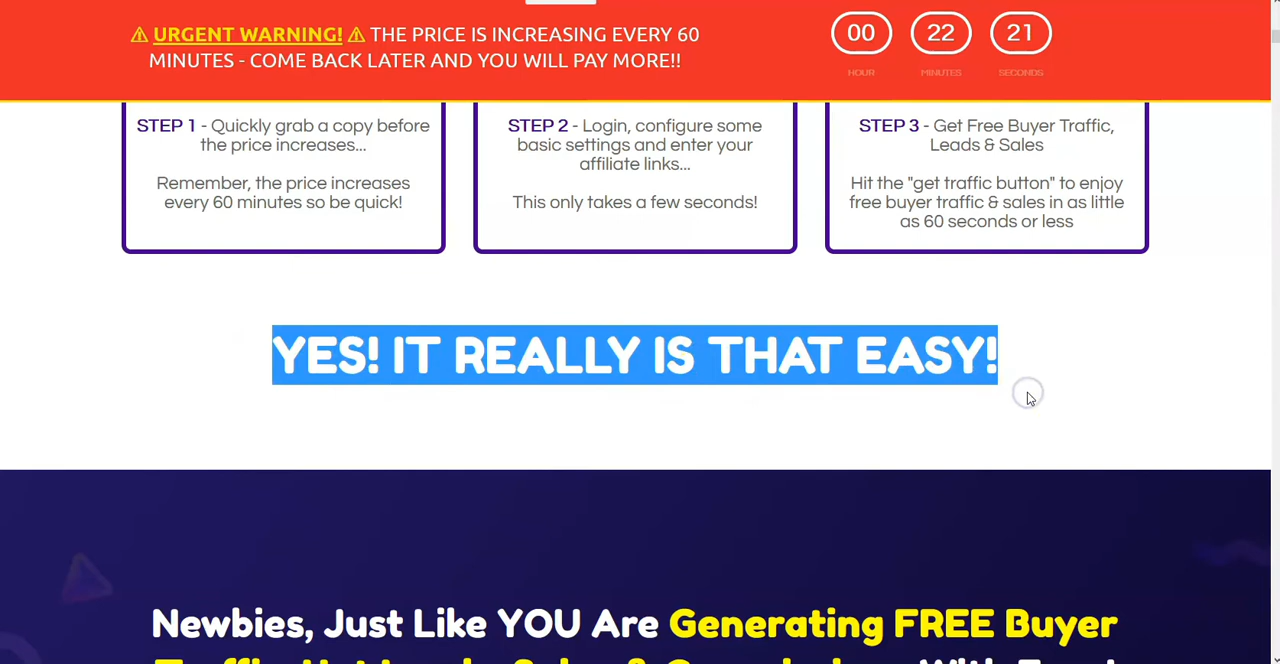 ⚠ URGENT WARNING! ⚠ THE PRICE IS INCREASING EVERY 60
MINUTES - COME BACK LATER AND YOU WILL PAY MORE!!
00 22 21
HOUR MINUTES SECONDS
STEP 1 - Quickly grab a copy before
the price increases...
Remember, the price increases
every 60 minutes so be quick!
STEP 2 - Login, configure some
basic settings and enter your
affiliate links...
This only takes a few seconds!
STEP 3 - Get Free Buyer Traffic,
Leads & Sales
Hit the "get traffic button" to enjoy
free buyer traffic & sales in as little
as 60 seconds or less
YES! IT REALLY IS THAT EASY!
Newbies, Just Like YOU Are Generating FREE Buyer